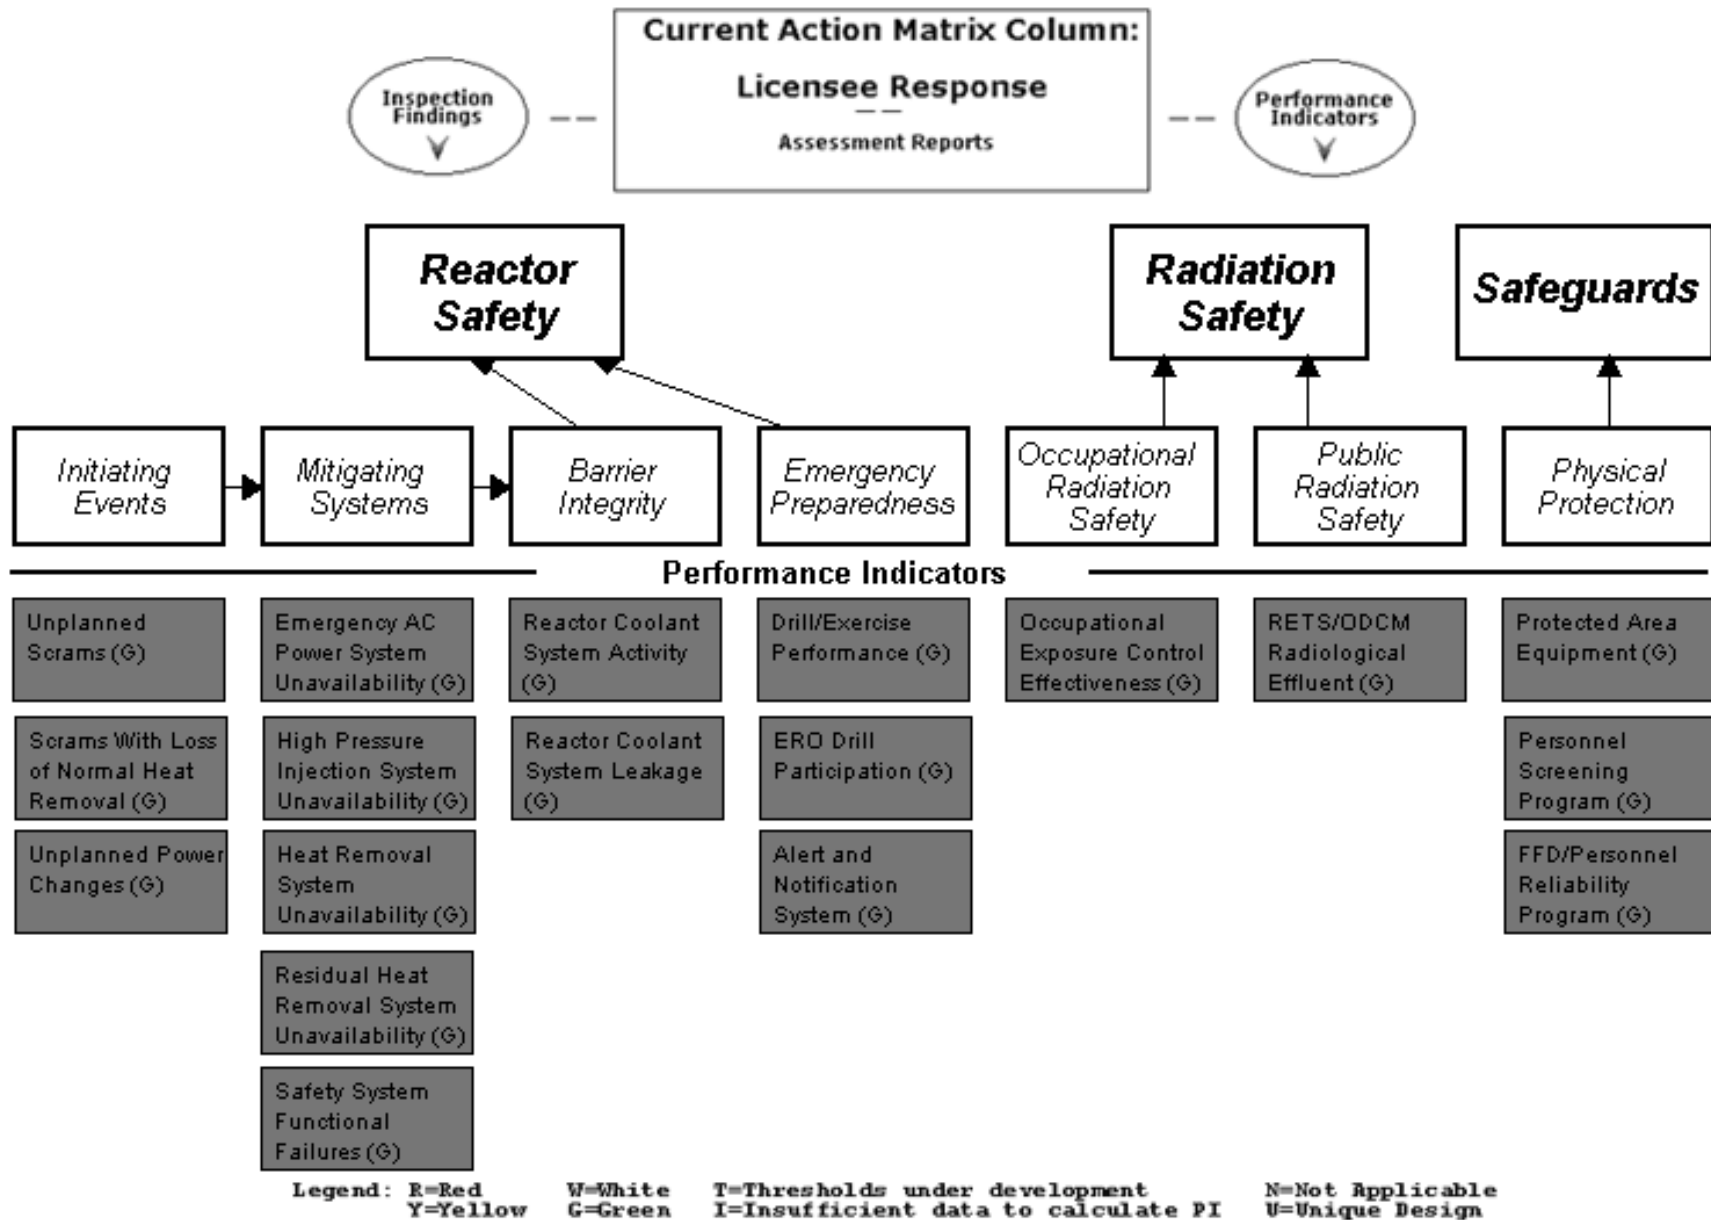 Current Action Matrix Column:
Licensee Response
Assessment Reports
Inspection
Findings
Performance
Indicators
Reactor
Safety
Radiation
Safety
Safeguards
Initiating
Events
Mitigating
Systems
Barrier
Integrity
Emergency
Preparedness
Occupational
Radiation
Safety
Public
Radiation
Safety
Physical
Protection
Performance Indicators
Unplanned
Scrams (G)
Scrams With Loss
of Normal Heat
Removal (G)
Unplanned Power
Changes (G)
Emergency AC
Power System
Unavailability (G)
High Pressure
Injection System
Unavailability (G)
Heat Removal
System
Unavailability (G)
Residual Heat
Removal System
Unavailability (G)
Safety System
Functional
Failures (G)
Reactor Coolant
System Activity
(G)
Reactor Coolant
System Leakage
(G)
Drill/Exercise
Performance (G)
ERO Drill
Participation (G)
Alert and
Notification
System (G)
Occupational
Exposure Control
Effectiveness (G)
RETS/ODCM
Radiological
Effluent (G)
Protected Area
Equipment (G)
Personnel
Screening
Program (G)
FFD/Personnel
Reliability
Program (G)
Legend: R=Red W=White T=Thresholds under development N=Not Applicable
Y=Yellow G=Green I=Insufficient data to calculate PI U=Unique Design